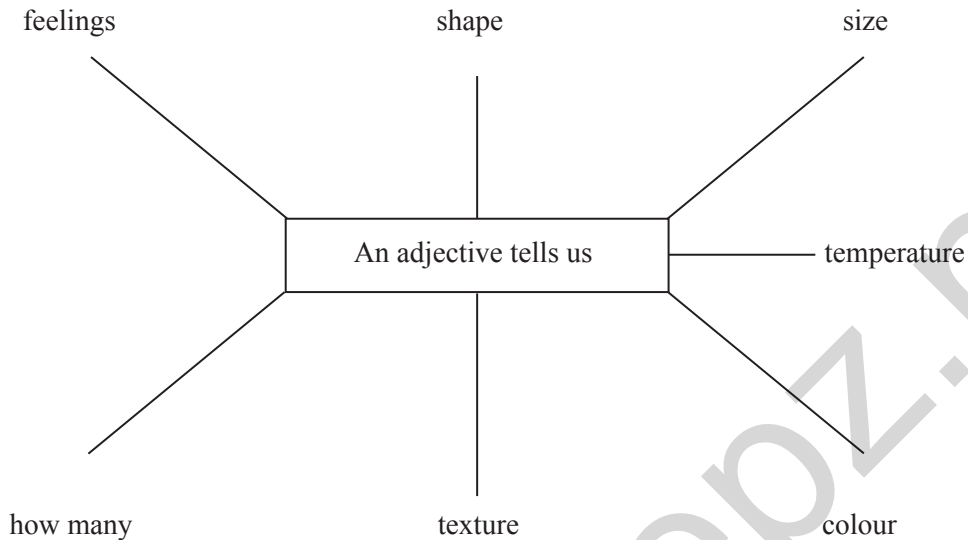 feelings
shape
size
An adjective tells us
temperature
how many
texture
colour